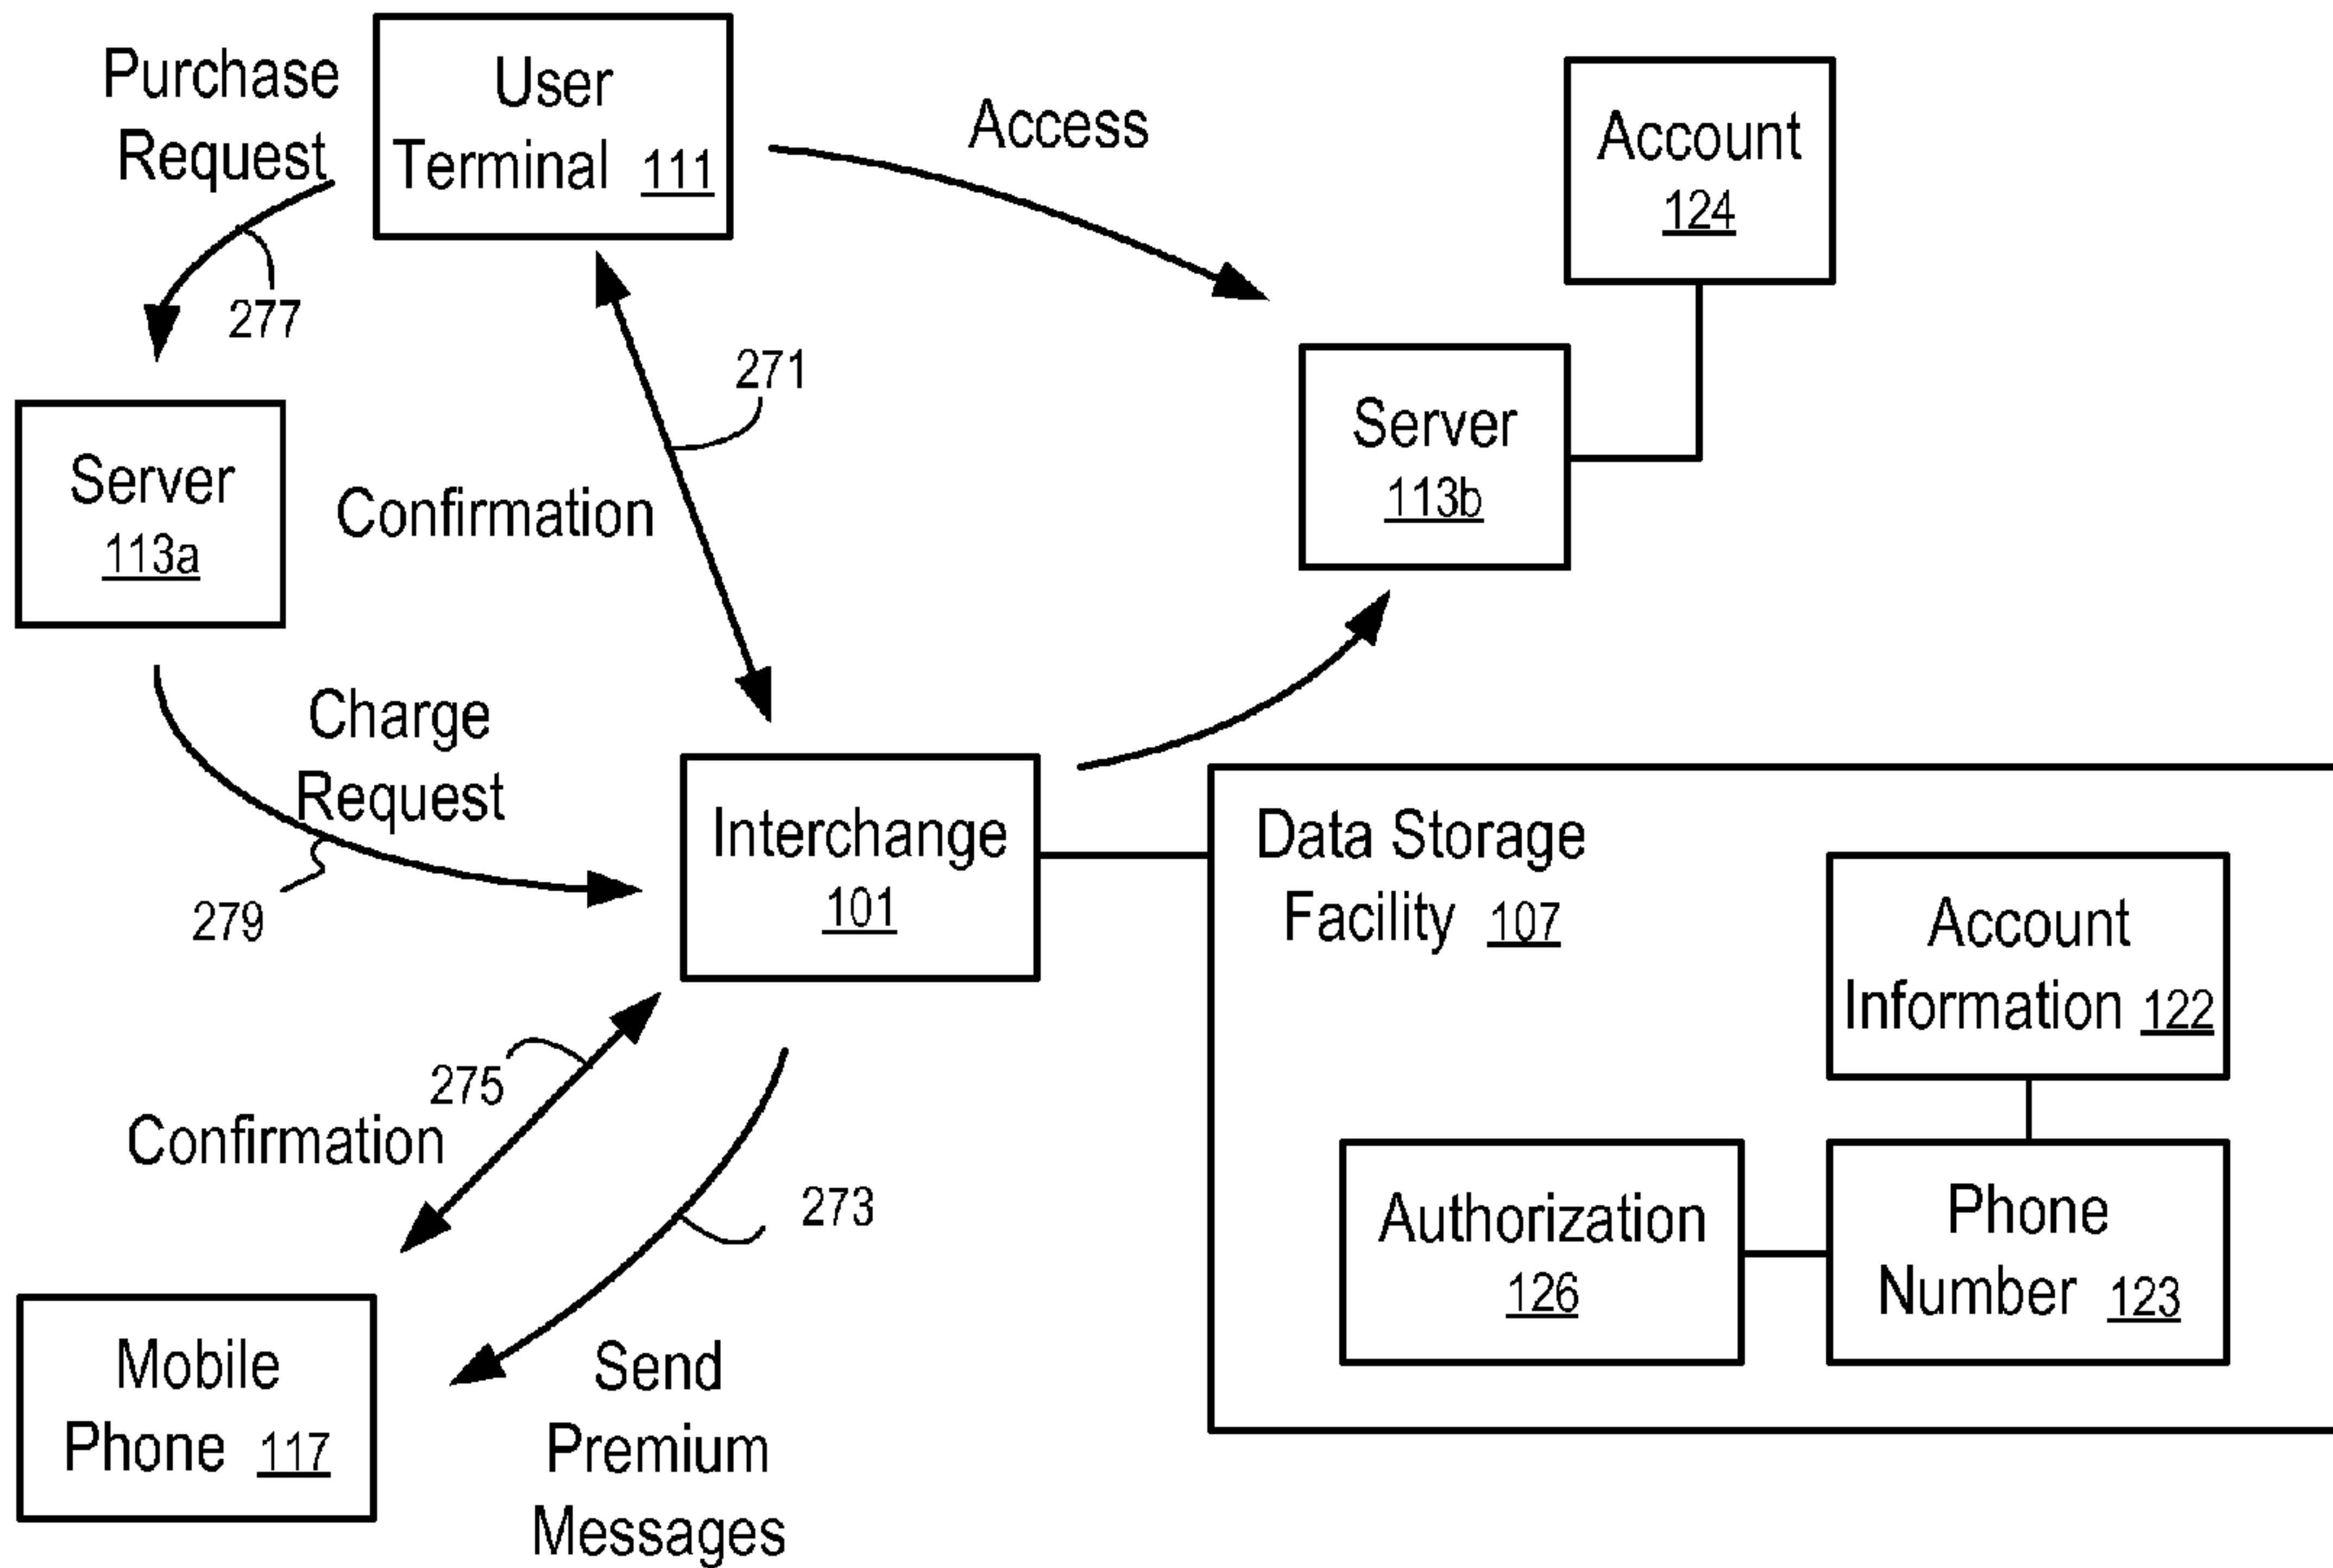 Purchase
Request
User
Terminal 111
Access
Account
124
277
271
Server
113b
Server
113a
Confirmation
Charge
Request
279
Interchange
101
Data Storage
Facility 107
Account
Information 122
275
Confirmation
273
Authorization
126
Phone
Number 123
Mobile
Phone 117
Send
Premium
Messages